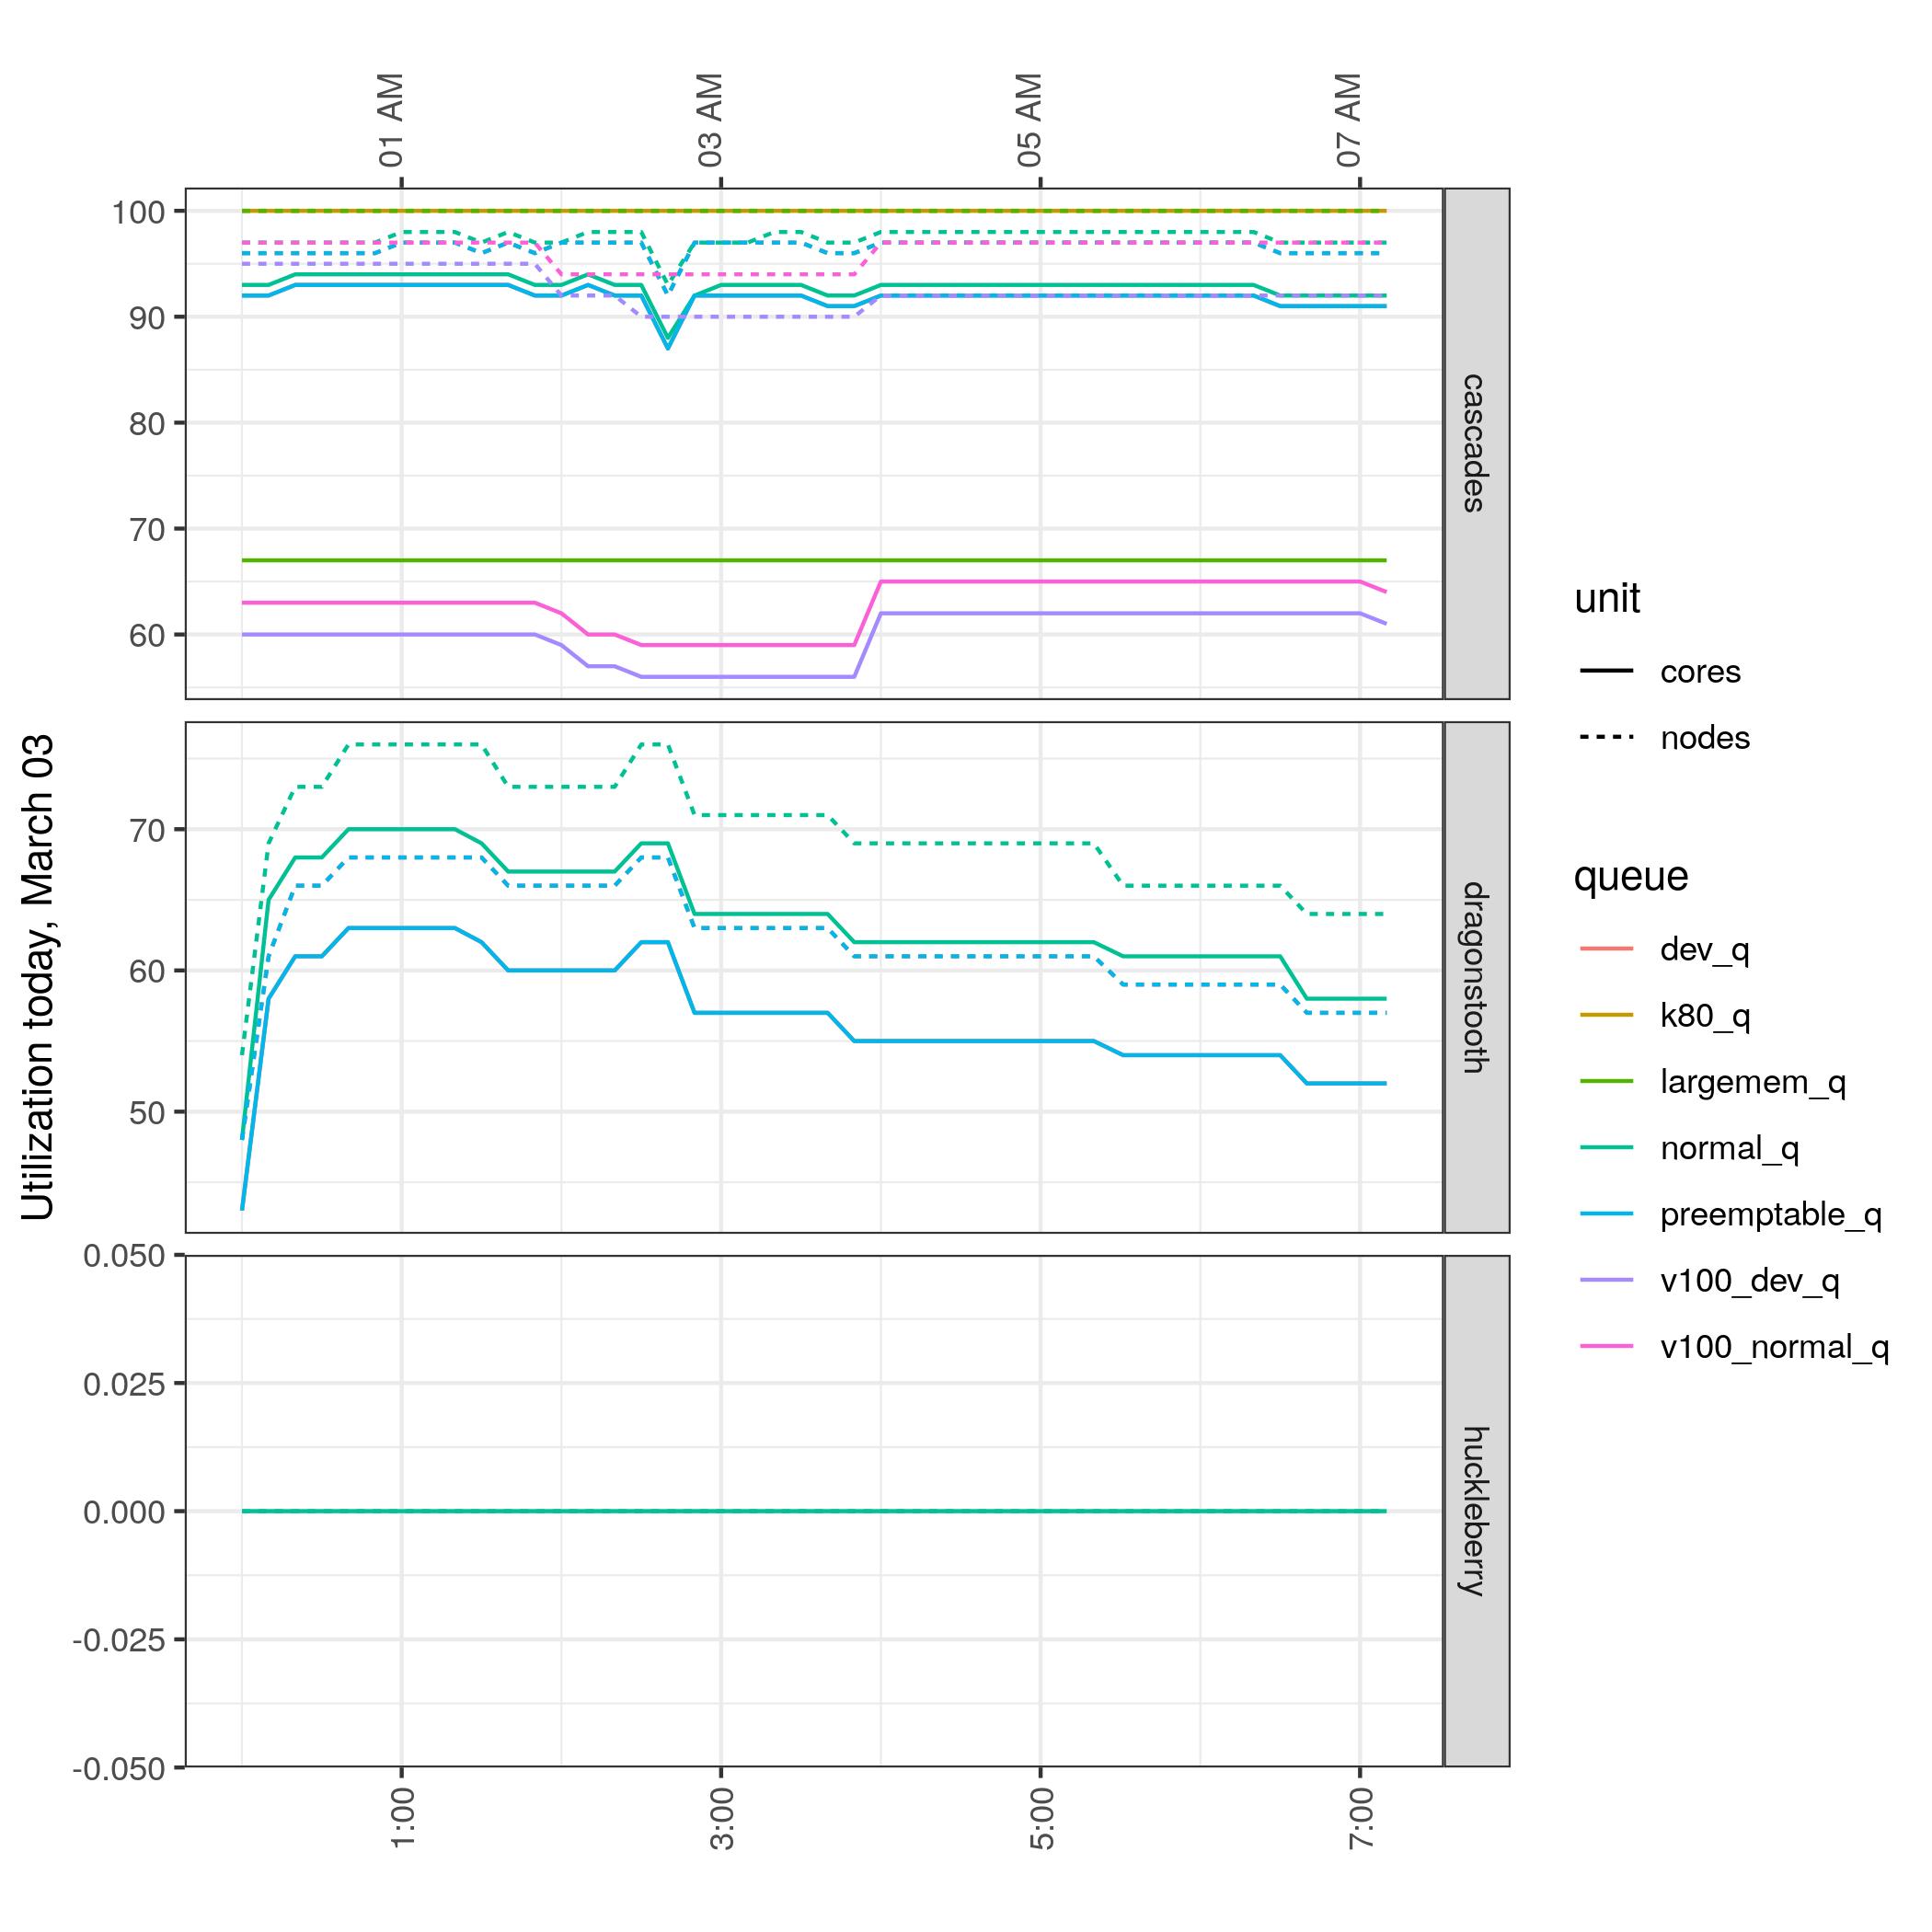 01 AM
03 AM
05 AM
07 AM
Utilization today, March 03
100
90
80
70
60
cascades
70
60
50
dragonstooth
0.050
0.025
0.000
-0.025
-0.050
huckleberry
1:00
3:00
5:00
7:00
unit
cores
nodes
queue
dev_q
k80_q
largemem_q
normal_q
preemptable_q
v100_dev_q
v100_normal_q